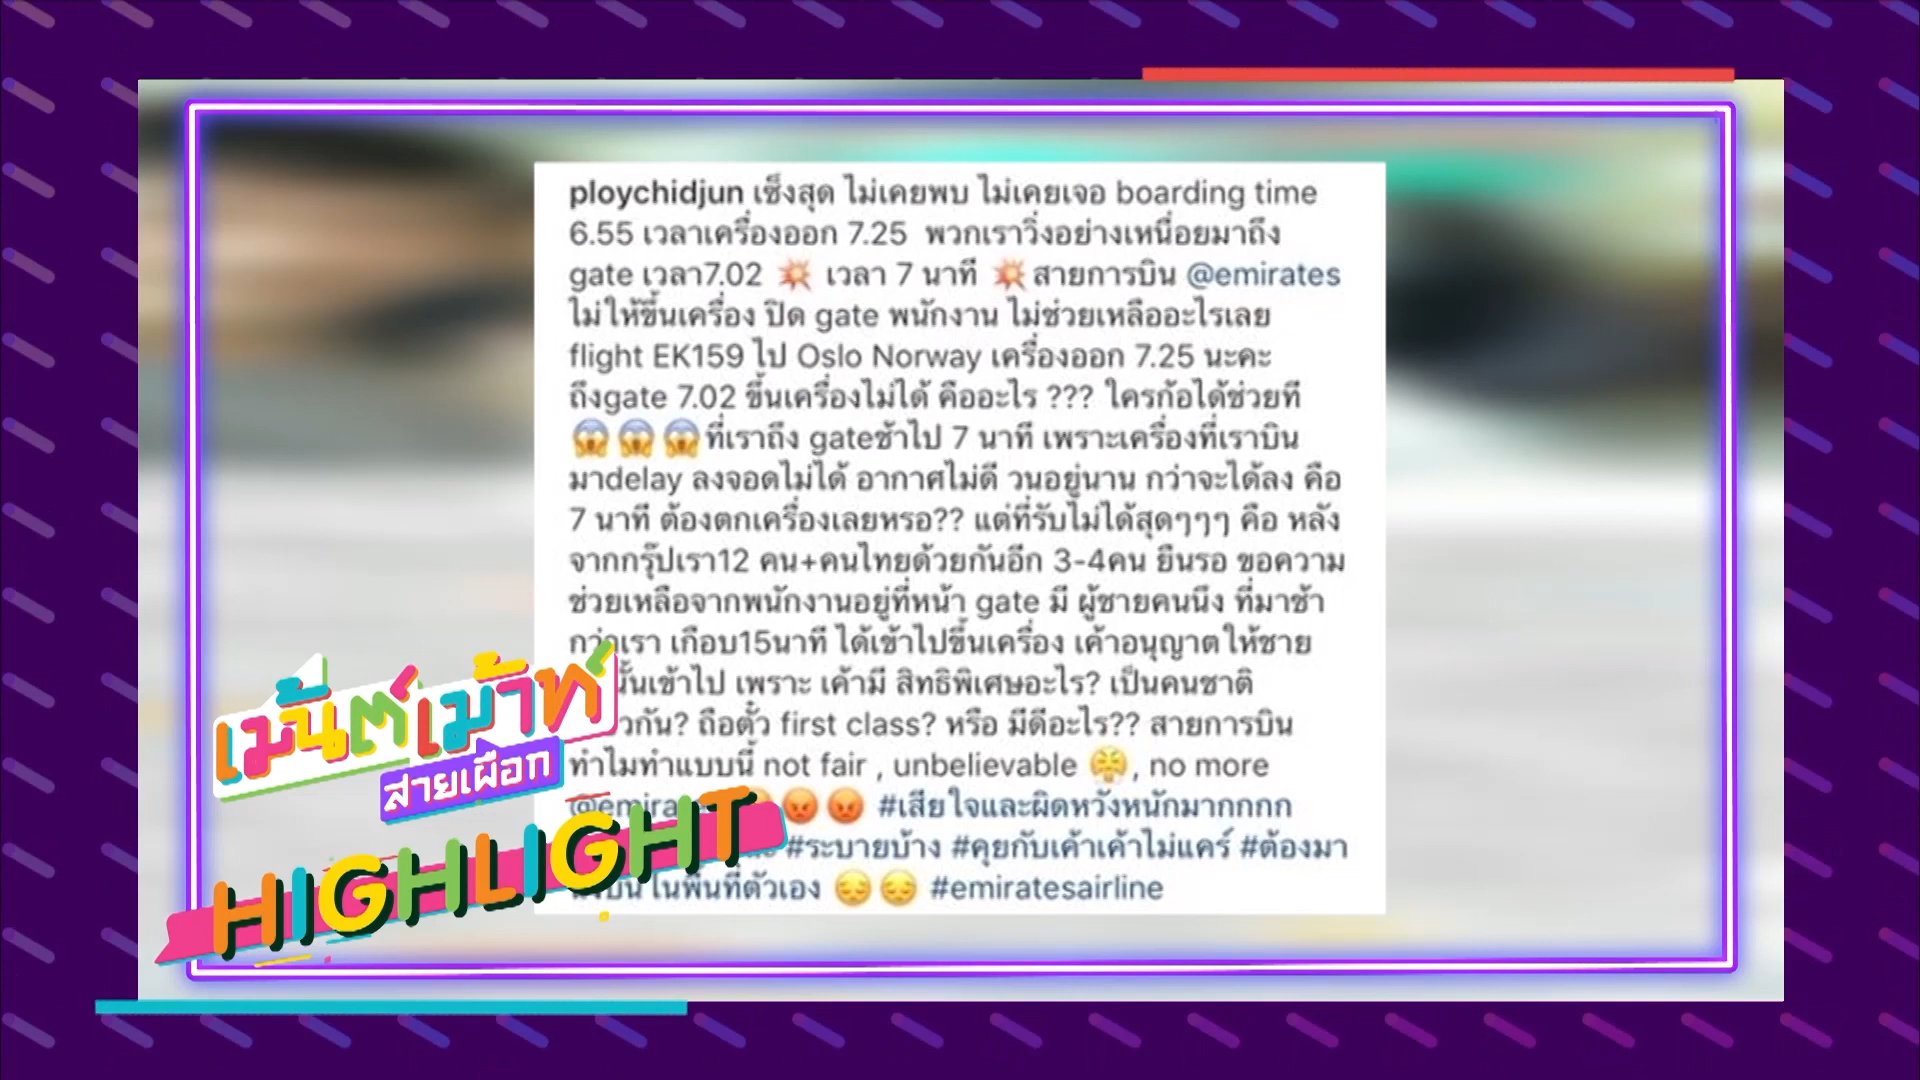 ploychidjun เซ็งสุด ไม่เคยพบ ไม่เคยเจอ boarding time
6.55 เวลาเครื่องออก 7.25 พวกเราวิ่งอย่างเหนื่อยมาถึง
gate เวลา7.02 💥 เวลา 7 นาที 💥สายการบิน @emirates
ไม่ให้ขึ้นเครื่อง ปิด gate พนักงาน ไม่ช่วยเหลืออะไรเลย
flight EK159 ไป Oslo Norway เครื่องออก 7.25 นะคะ
ถึงgate 7.02 ขึ้นเครื่องไม่ได้ คืออะไร ??? ใครก้อได้ช่วยที
😱😱😱ที่เราถึง gateช้าไป 7 นาที เพราะเครื่องที่เราบิน
มาdelay ลงจอดไม่ได้ อากาศไม่ดี วนอยู่นาน กว่าจะได้ลง คือ
7 นาที ต้องตกเครื่องเลยหรอ?? แต่ที่รับไม่ได้สุดๆๆๆ คือ หลัง
จากกรุ๊ปเรา12 คน+คนไทยด้วยกันอีก 3-4คน ยืนรอ ขอความ
ช่วยเหลือจากพนักงานอยู่ที่หน้า gate มี ผู้ชายคนนึง ที่มาช้า
กว่าเรา เกือบ15นาที ได้เข้าไปขึ้นเครื่อง เค้าอนุญาตให้ชาย
นั้นเข้าไป เพราะ เค้ามี สิทธิพิเศษอะไร? เป็นคนชาติ
วกัน? ถือตั๋ว first class? หรือ มีดีอะไร?? สายการบิน
ทำไมทำแบบนี้ not fair , unbelievable 😤, no more
@emira 😡😡 #เสียใจและผิดหวังหนักมากกกก
#ระบายบ้าง #คุยกับเค้าเค้าไม่แคร์ #ต้องมา
ในพื้นที่ตัวเอง 😔😔 #emiratesairline
เม้นต์เม้าท์
สายเผือก
HIGHLIGHT